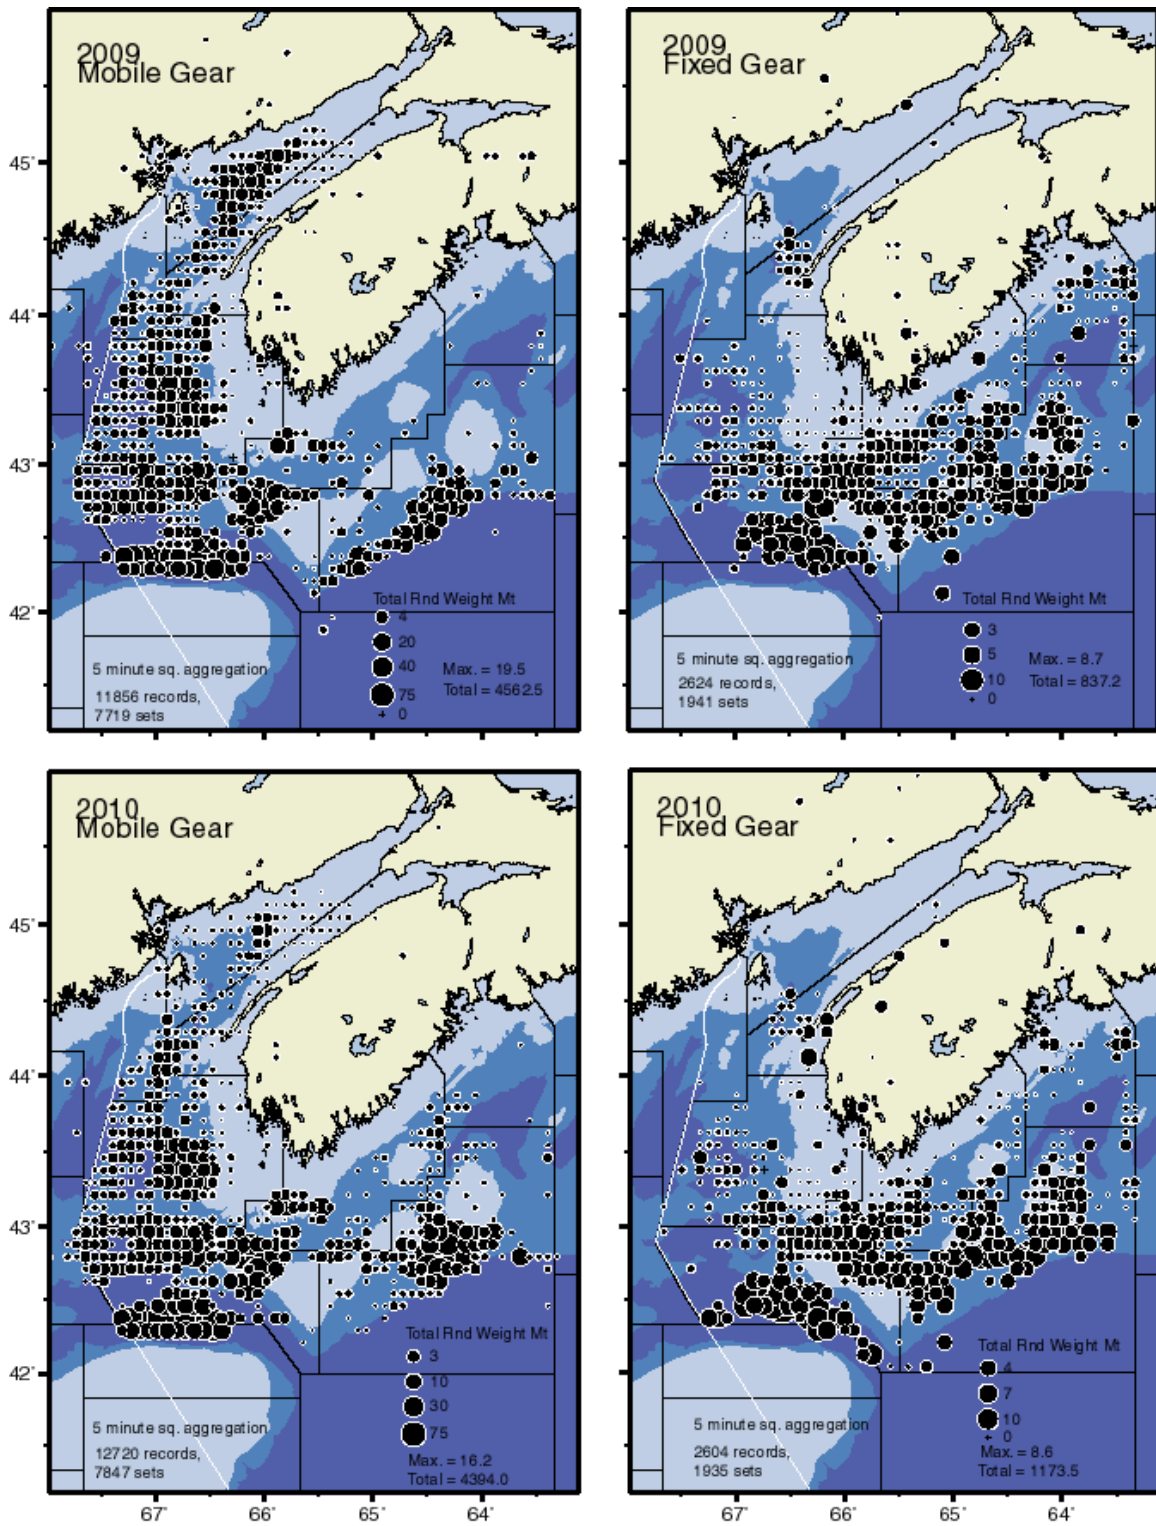 2009
Mobile Gear
45°
44°
43°
42°
Total Rnd Weight Mt
4
20
40
75
0
Max. = 19.5
Total = 4562.5
5 minute sq. aggregation
11856 records,
7719 sets
67°
66°
65°
64°
2009
Fixed Gear
Total Rnd Weight Mt
3
5
10
0
Max. = 8.7
Total = 837.2
5 minute sq. aggregation
2624 records,
1941 sets
2010
Mobile Gear
45°
44°
43°
42°
Total Rnd Weight Mt
3
10
30
75
Max. = 16.2
Total = 4394.0
5 minute sq. aggregation
12720 records,
7847 sets
67°
66°
65°
64°
2010
Fixed Gear
Total Rnd Weight Mt
4
7
10
0
Max. = 8.6
Total = 1173.5
5 minute sq. aggregation
2604 records,
1935 sets
67°
66°
65°
64°